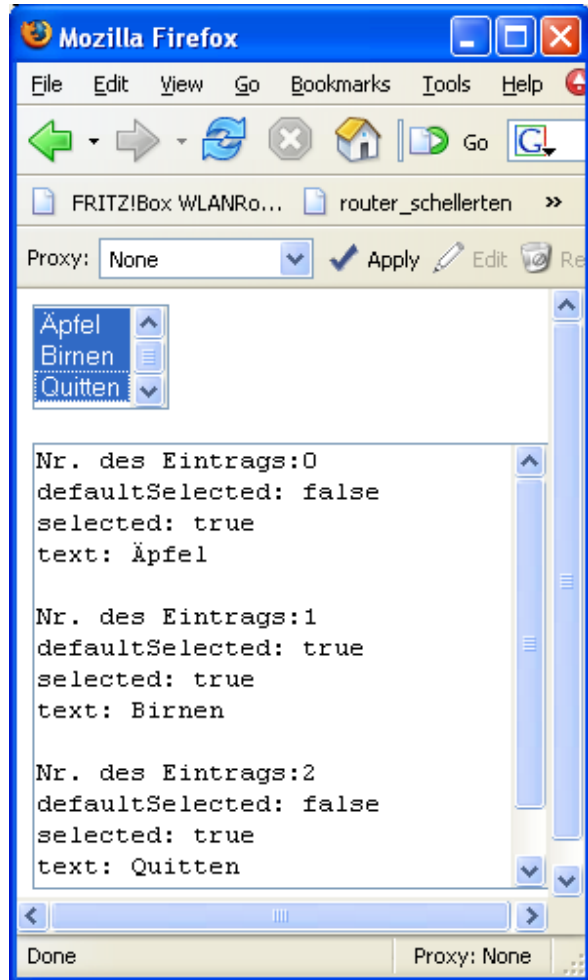 Mozilla Firefox
File Edit View Go Bookmarks Tools Help
Go G
FRITZ!Box WLANRo... router_schellerten »
Proxy: None Apply Edit Re
Äpfel
Birnen
Quitten
Nr. des Eintrags:0
defaultSelected: false
selected: true
text: Äpfel
Nr. des Eintrags:1
defaultSelected: true
selected: true
text: Birnen
Nr. des Eintrags:2
defaultSelected: false
selected: true
text: Quitten
Done Proxy: None